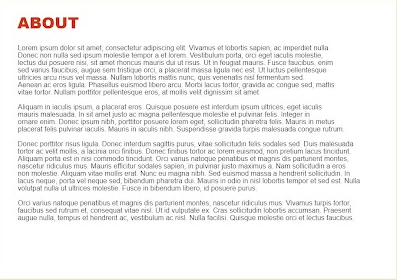 ABOUT
Lorem ipsum dolor sit amet, consectetur adipiscing elit. Vivamus et lobortis sapien, ac imperdiet nulla
Donec non nulla sed ipsum molestie tempor a et lorem. Vestibulum porta, orci eget iaculis molestie,
lectus dui posuere nisi, sit amet rhoncus mauris dui ut risus. Ut in feugiat mauris. Fusce faucibus, enim
sed varius faucibus, augue sem tristique orci, a placerat massa ligula nec est. Ut luctus pellentesque
ultricies arcu risus vel massa. Nullam lobortis mattis nunc, quis venenatis nisl fermentum sed.
Aenean ac eros ligula. Phasellus euismod libero arcu. Morbi lacus tortor, gravida ac congue sed, mattis
vitae tortor. Nullam porttitor pellentesque eros, at mollis velit dignissim sit amet
Aliquam in iaculis ipsum, a placerat eros. Quisque posuere est interdum ipsum ultrices, eget iaculis
mauris malesuada. In sit amet justo ac magna pellentesque molestie et pulvinar felis. Integer in
ornare enim. Donec ipsum nibh, porttitor posuere lorem eget, sollicitudin pharetra felis. Mauris in metus
placerat felis pulvinar iaculis. Mauris in iaculis nibh. Suspendisse gravida turpis malesuada congue rutrum.
Donec porttitor risus ligula. Donec interdum sagittis purus, vitae sollicitudin felis sodales sed. Duis malesuada
tortor ac velit mollis, a lacinia orci finibus. Donec finibus tortor ac lorem euismod, non pretium lacus tincidunt.
Aliquam porta est in nisi commodo tincidunt. Orci varius natoque penatibus et magnis dis parturient montes,
nascetur ridiculus mus. Mauris efficitur sodales sapien, in pulvinar justo maximus a. Nam sollicitudin a eros
non molestie. Aliquam vitae mollis erat. Nunc eu magna nibh. Sed euismod massa a hendrerit sollicitudin. In
lacus neque, porta vel neque sed, bibendum pharetra dui. Mauris in odio in nisl lobortis tempor et sed est. Nulla
volutpat nulla ut ultrices molestie. Fusce in bibendum libero, id posuere purus.
Orci varius natoque penatibus et magnis dis parturient montes, nascetur ridiculus mus. Vivamus turpis tortor,
faucibus sed rutrum et, consequat vitae nisl. Ut id vulputate ex. Cras sollicitudin lobortis accumsan. Praesent
augue nulla, tempus et hendrerit ac, vestibulum ac nisl. Nulla facilisi. Quisque molestie orci et luctus faucibus.